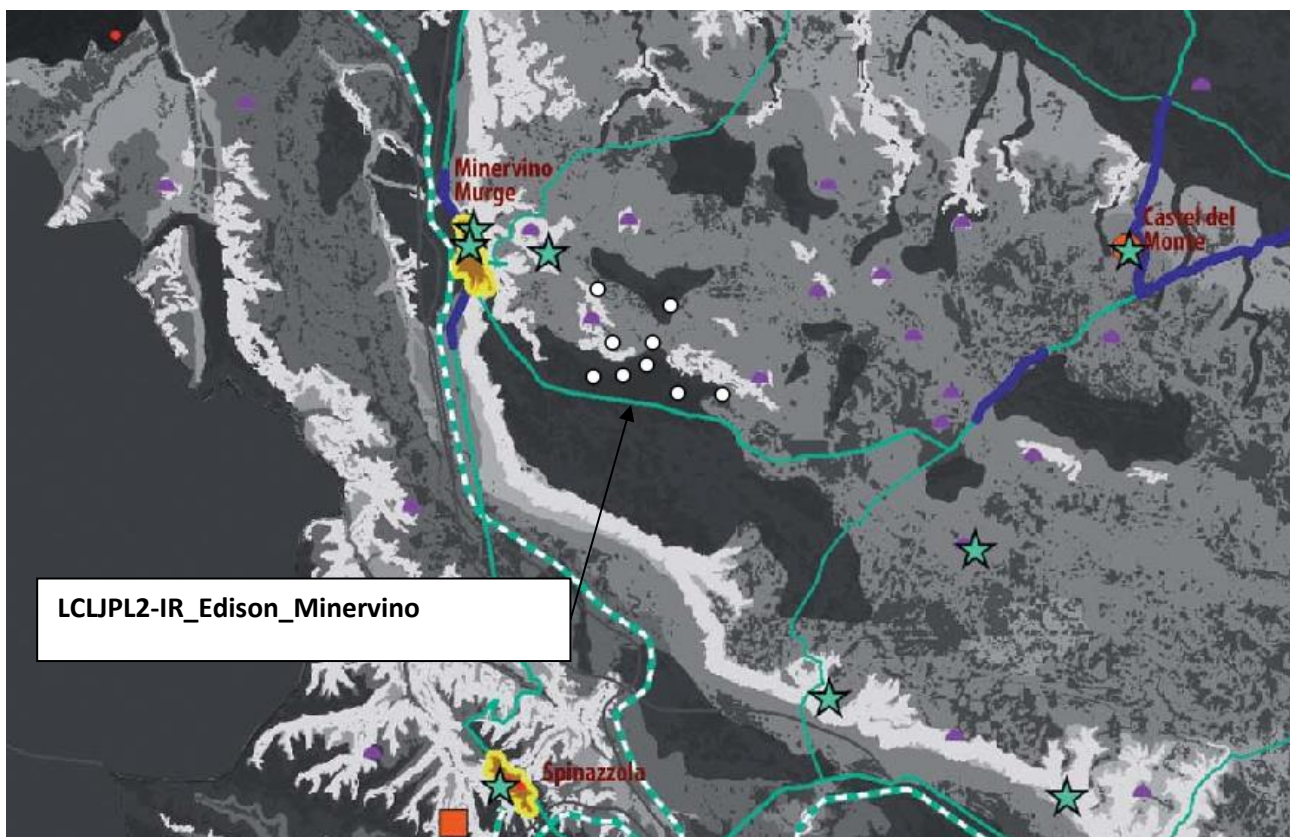 Minervino
Murge
Castel del
Monte
LCLJPL2-IR_Edison_Minervino
Spinazzola